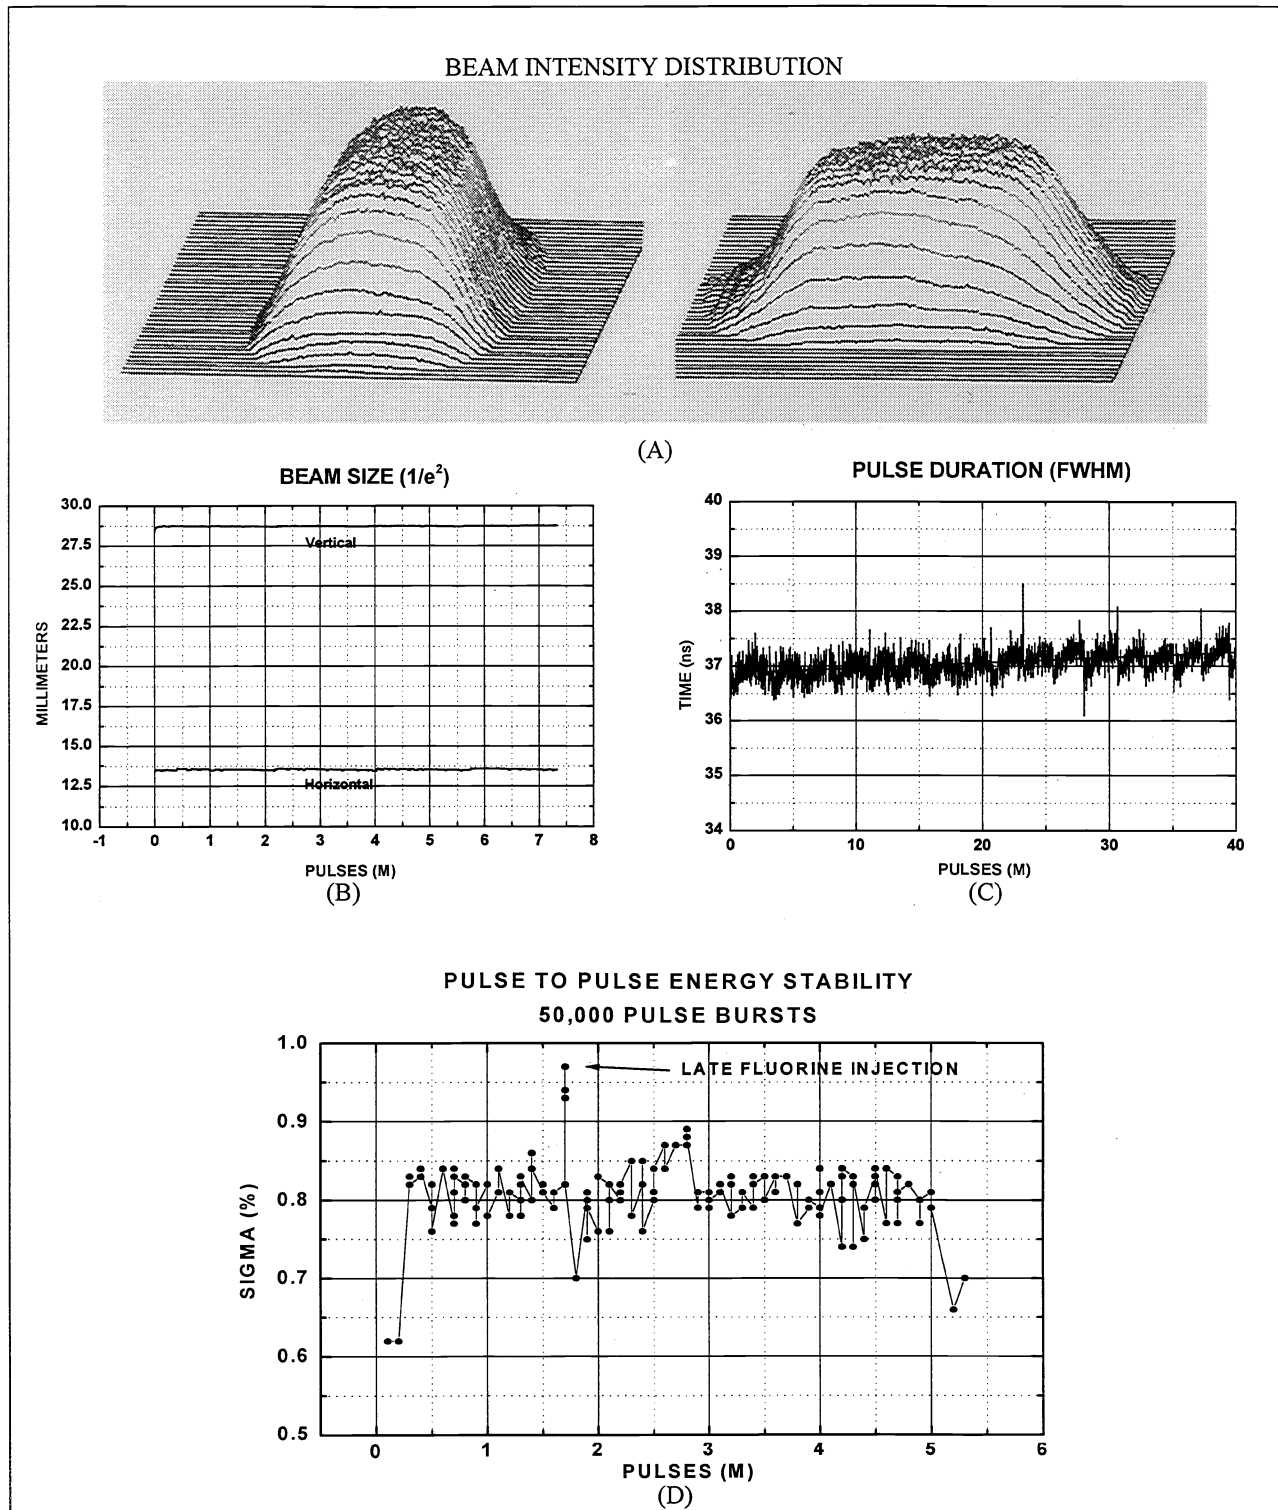 BEAM INTENSITY DISTRIBUTION
(A)
BEAM SIZE (1/e²)
30.0
27.5
25.0
22.5
20.0
17.5
15.0
12.5
10.0
MILLIMETERS
Vertical
Horizontal
-1 0 1 2 3 4 5 6 7 8
PULSES (M)
(B)
PULSE DURATION (FWHM)
40
39
38
37
36
35
34
TIME (ns)
0 10 20 30 40
PULSES (M)
(C)
PULSE TO PULSE ENERGY STABILITY
50,000 PULSE BURSTS
1.0
0.9
0.8
0.7
0.6
0.5
SIGMA (%)
LATE FLUORINE INJECTION
0 1 2 3 4 5 6
PULSES (M)
(D)